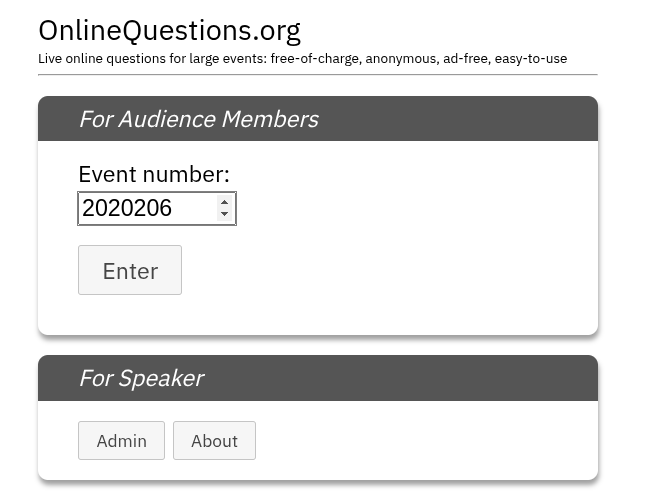 OnlineQuestions.org
Live online questions for large events: free-of-charge, anonymous, ad-free, easy-to-use
For Audience Members
Event number:
2020206
Enter
For Speaker
Admin About